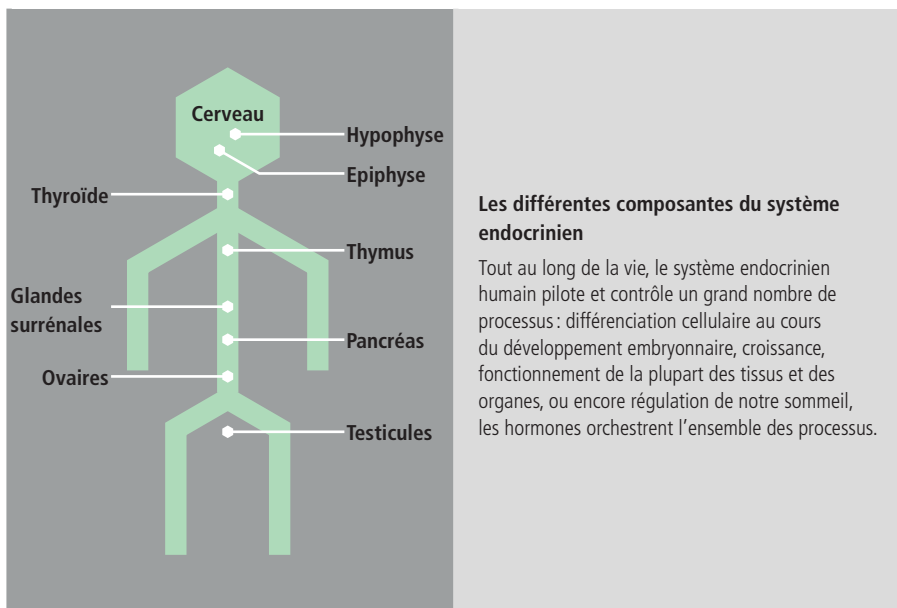 Cerveau
Hypophyse
Epiphyse
Thyroïde
Thymus
Glandes
surrénales
Pancréas
Ovaires
Testicules
Les différentes composantes du système
endocrinien
Tout au long de la vie, le système endocrinien
humain pilote et contrôle un grand nombre de
processus : différenciation cellulaire au cours
du développement embryonnaire, croissance,
fonctionnement de la plupart des tissus et des
organes, ou encore régulation de notre sommeil,
les hormones orchestrent l’ensemble des processus.